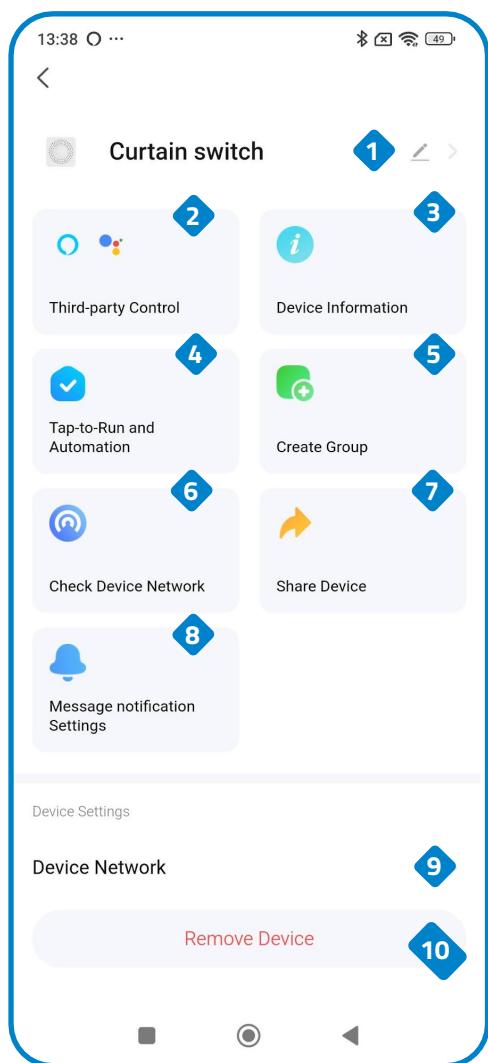 13:38 ··· 49
Curtain switch 1
2
3
Third-party Control
Device Information
4
5
Tap-to-Run and
Automation
Create Group
6
7
Check Device Network
Share Device
8
Message notification
Settings
Device Settings
Device Network 9
Remove Device 10